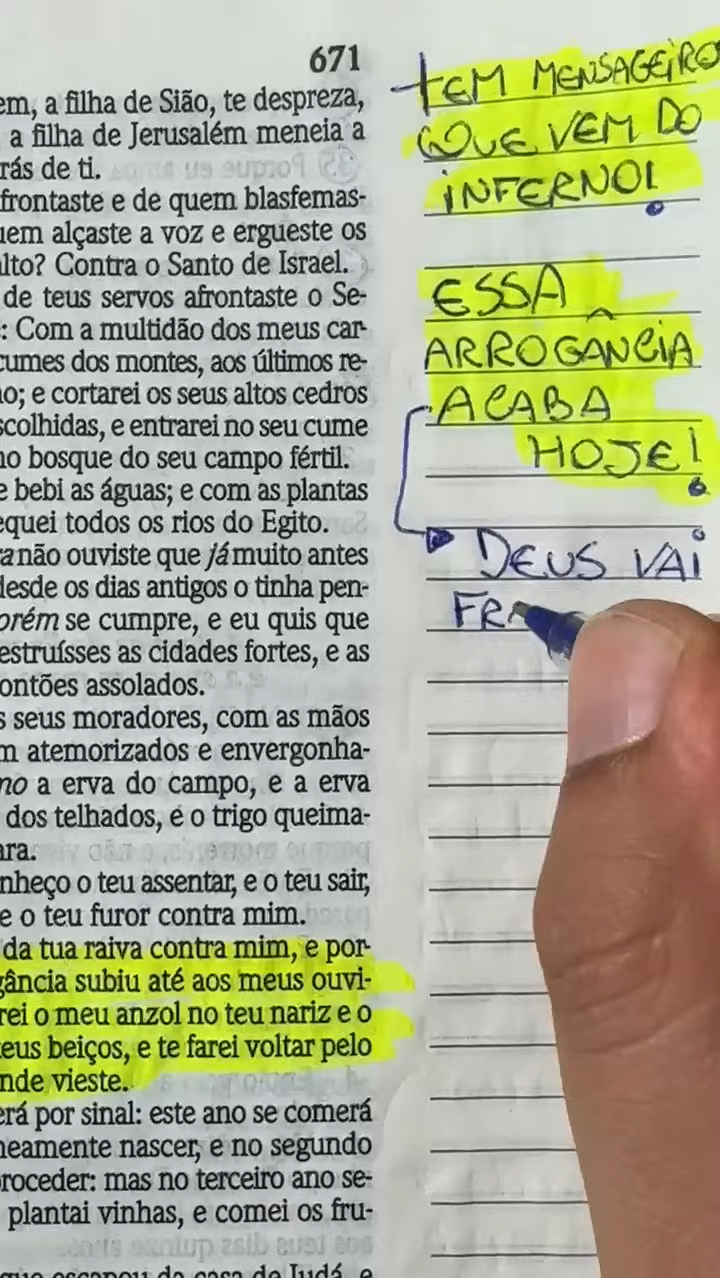 671
em, a filha de Sião, te despreza,
a filha de Jerusalém meneia a
rás de ti.
frontaste e de quem blasfemas-
uem alçaste a voz e ergueste os
alto? Contra o Santo de Israel.
de teus servos afrontaste o Se-
: Com a multidão dos meus car-
cumes dos montes, aos últimos re-
no; e cortarei os seus altos cedros
scolhidas, e entrarei no seu cume
no bosque do seu campo fértil.
e bebi as águas; e com as plantas
equei todos os rios do Egito.
a não ouviste que já muito antes
desde os dias antigos o tinha pen-
orém se cumpre, e eu quis que
estruísses as cidades fortes, e as
ontões assolados.
s seus moradores, com as mãos
m atemorizados e envergonha-
no a erva do campo, e a erva
dos telhados, e o trigo queima-
ara.
nheço o teu assentar, e o teu sair,
e o teu furor contra mim.
da tua raiva contra mim, e por-
gância subiu até aos meus ouvi-
rei o meu anzol no teu nariz e o
eus beiços, e te farei voltar pelo
nde vieste.
erá por sinal: este ano se comerá
neamente nascer, e no segundo
roceder: mas no terceiro ano se-
plantai vinhas, e comei os fru-
que escapou da casa de Judá, e
TEM MENSAGEIRO
QUE VEM DO
INFERNO!
ESSA
ARROGÂNCIA
ACABA
HOJE!
DEUS VAI
FR